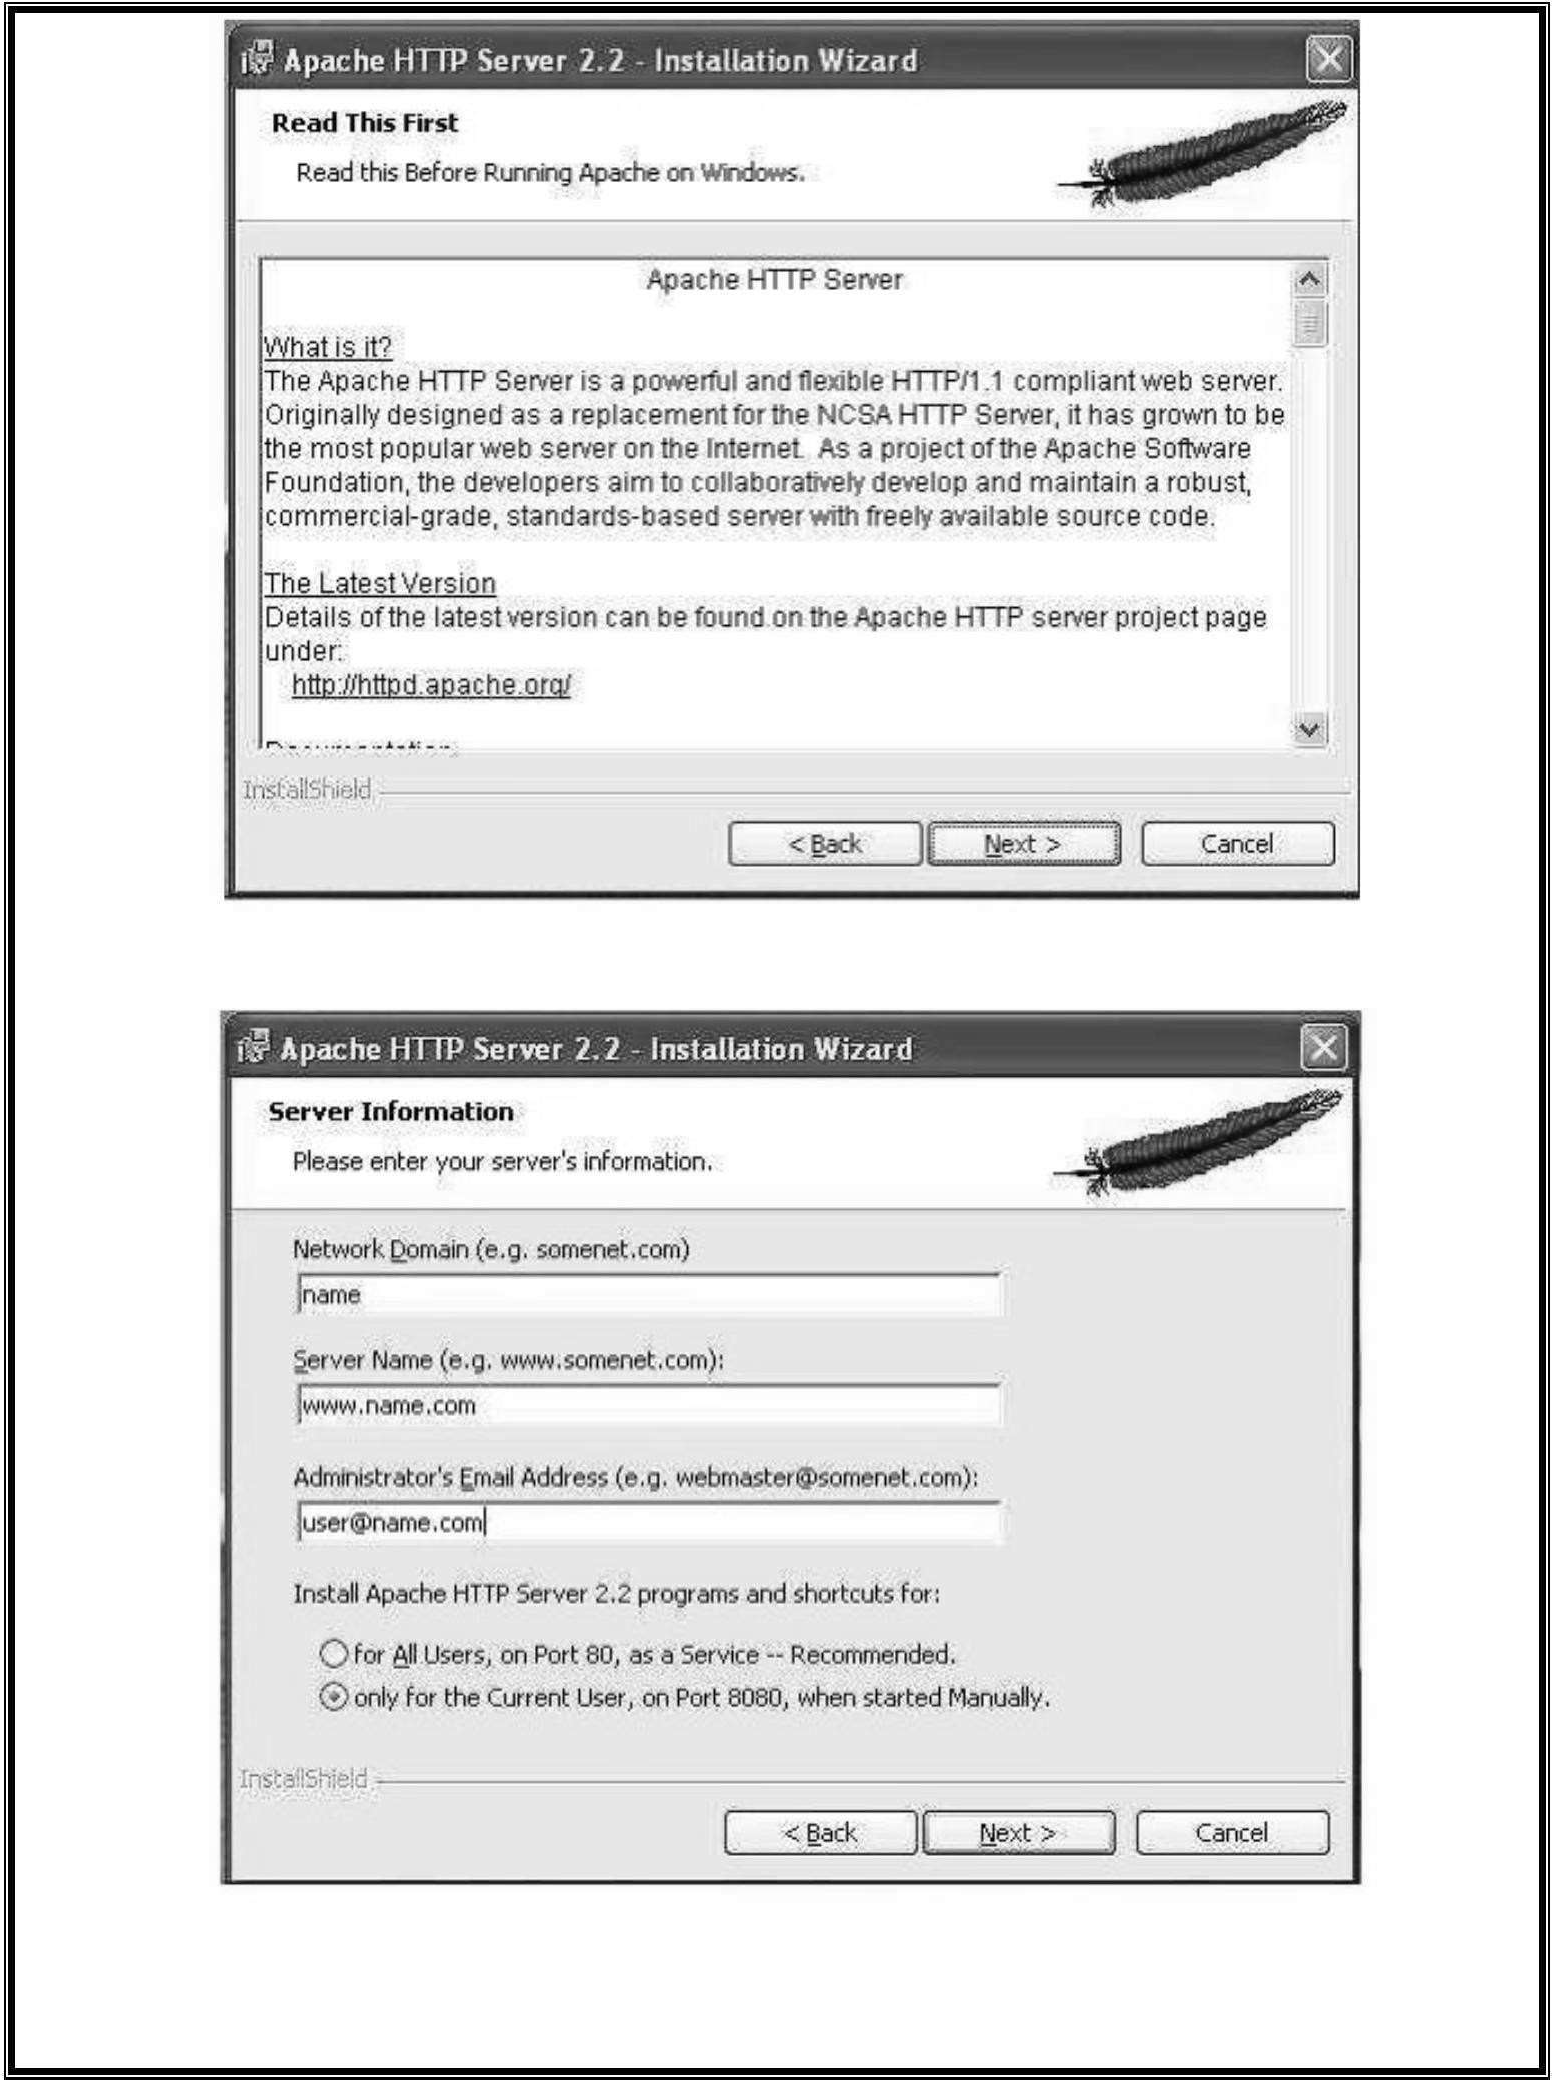 Apache HTTP Server 2.2 - Installation Wizard
Read This First
Read this Before Running Apache on Windows.
Apache HTTP Server
What is it?
The Apache HTTP Server is a powerful and flexible HTTP/1.1 compliant web server.
Originally designed as a replacement for the NCSA HTTP Server, it has grown to be
the most popular web server on the Internet. As a project of the Apache Software
Foundation, the developers aim to collaboratively develop and maintain a robust,
commercial-grade, standards-based server with freely available source code.
The Latest Version
Details of the latest version can be found on the Apache HTTP server project page
under:
http://httpd.apache.org/
InstallShield
< Back
Next >
Cancel
Apache HTTP Server 2.2 - Installation Wizard
Server Information
Please enter your server's information.
Network Domain (e.g. somenet.com)
name
Server Name (e.g. www.somenet.com):
www.name.com
Administrator's Email Address (e.g. webmaster@somenet.com):
user@name.com
Install Apache HTTP Server 2.2 programs and shortcuts for:
for All Users, on Port 80, as a Service -- Recommended.
only for the Current User, on Port 8080, when started Manually.
InstallShield
< Back
Next >
Cancel